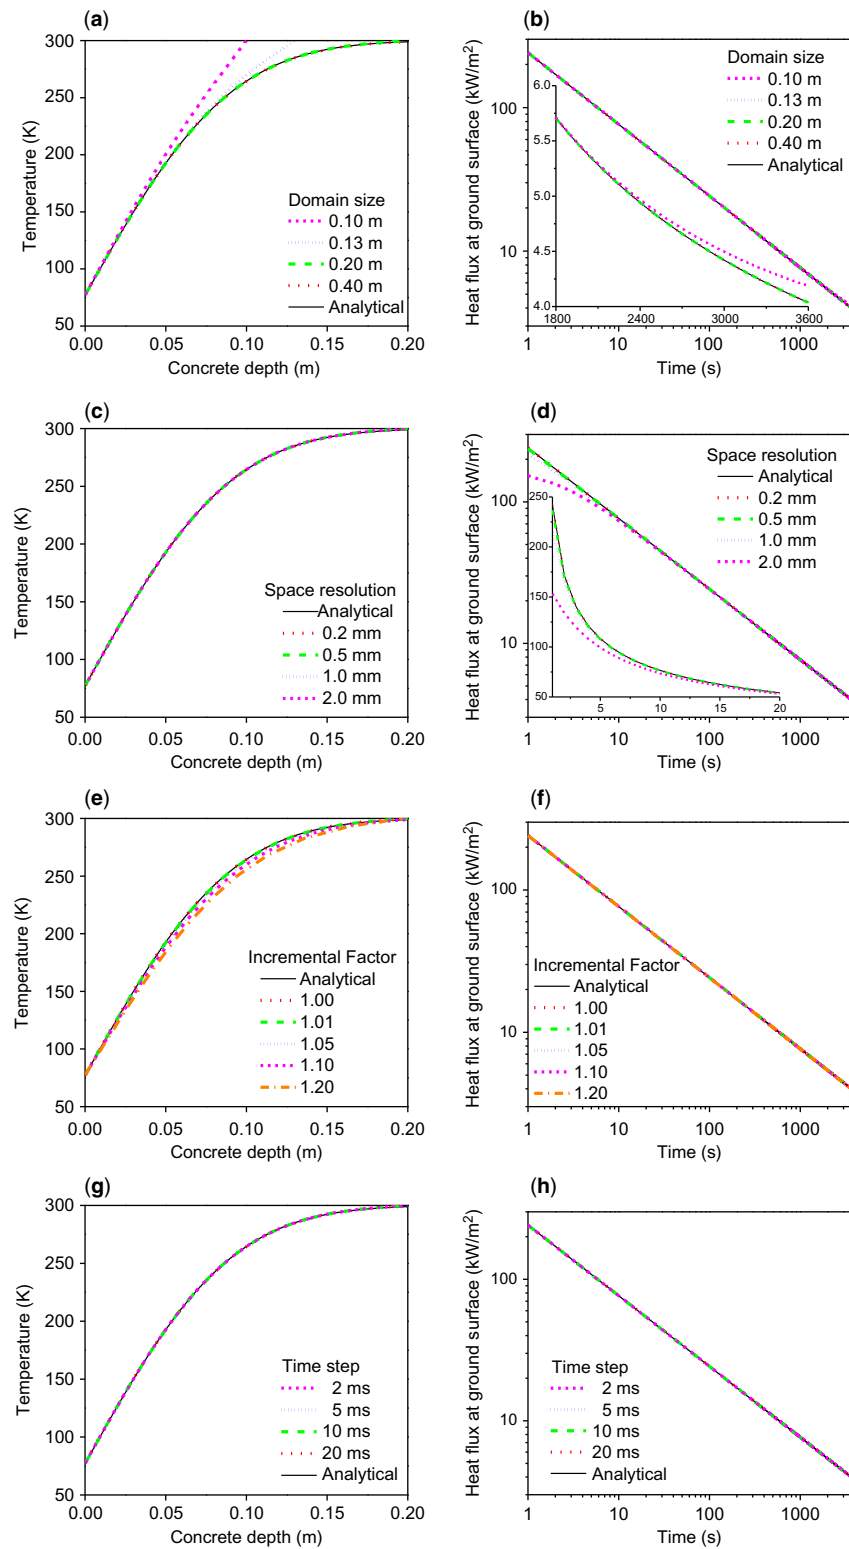 (a)
300
250
200
150
100
50
Temperature (K)
Domain size
0.10 m
0.13 m
0.20 m
0.40 m
Analytical
0.00 0.05 0.10 0.15 0.20
Concrete depth (m)
(b)
100
10
Heat flux at ground surface (kW/m²)
Domain size
0.10 m
0.13 m
0.20 m
0.40 m
Analytical
6.0
5.5
5.0
4.5
4.0
1800 2400 3000 3600
1 10 100 1000
Time (s)
(c)
300
250
200
150
100
50
Temperature (K)
Space resolution
Analytical
0.2 mm
0.5 mm
1.0 mm
2.0 mm
0.00 0.05 0.10 0.15 0.20
Concrete depth (m)
(d)
100
10
Heat flux at ground surface (kW/m²)
Space resolution
Analytical
0.2 mm
0.5 mm
1.0 mm
2.0 mm
250
200
150
100
50
5 10 15 20
1 10 100 1000
Time (s)
(e)
300
250
200
150
100
50
Temperature (K)
Incremental Factor
Analytical
1.00
1.01
1.05
1.10
1.20
0.00 0.05 0.10 0.15 0.20
Concrete depth (m)
(f)
100
10
Heat flux at ground surface (kW/m²)
Incremental Factor
Analytical
1.00
1.01
1.05
1.10
1.20
1 10 100 1000
Time (s)
(g)
300
250
200
150
100
50
Temperature (K)
Time step
2 ms
5 ms
10 ms
20 ms
Analytical
0.00 0.05 0.10 0.15 0.20
Concrete depth (m)
(h)
100
10
Heat flux at ground surface (kW/m²)
Time step
2 ms
5 ms
10 ms
20 ms
Analytical
1 10 100 1000
Time (s)